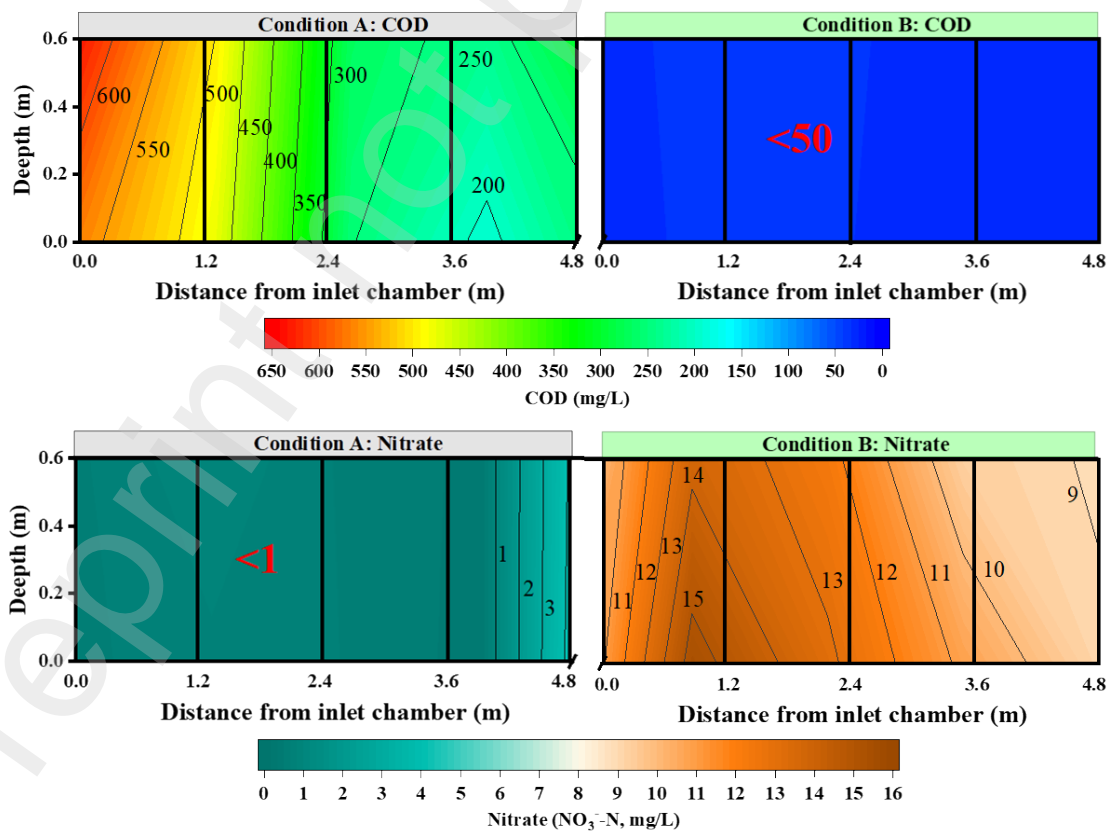 Condition A: COD
Condition B: COD
Deepth (m)
0.6
0.4
0.2
0.0
600
550
500
450
400
350
300
250
200
<50
0.0 1.2 2.4 3.6 4.8
0.0 1.2 2.4 3.6 4.8
Distance from inlet chamber (m)
Distance from inlet chamber (m)
650 600 550 500 450 400 350 300 250 200 150 100 50 0
COD (mg/L)
Condition A: Nitrate
Condition B: Nitrate
Deepth (m)
0.6
0.4
0.2
0.0
<1
1
2
3
11
12
13
14
15
13
12
11
10
9
0.0 1.2 2.4 3.6 4.8
0.0 1.2 2.4 3.6 4.8
Distance from inlet chamber (m)
Distance from inlet chamber (m)
0 1 2 3 4 5 6 7 8 9 10 11 12 13 14 15 16
Nitrate (NO₃⁻-N, mg/L)
reprint not p